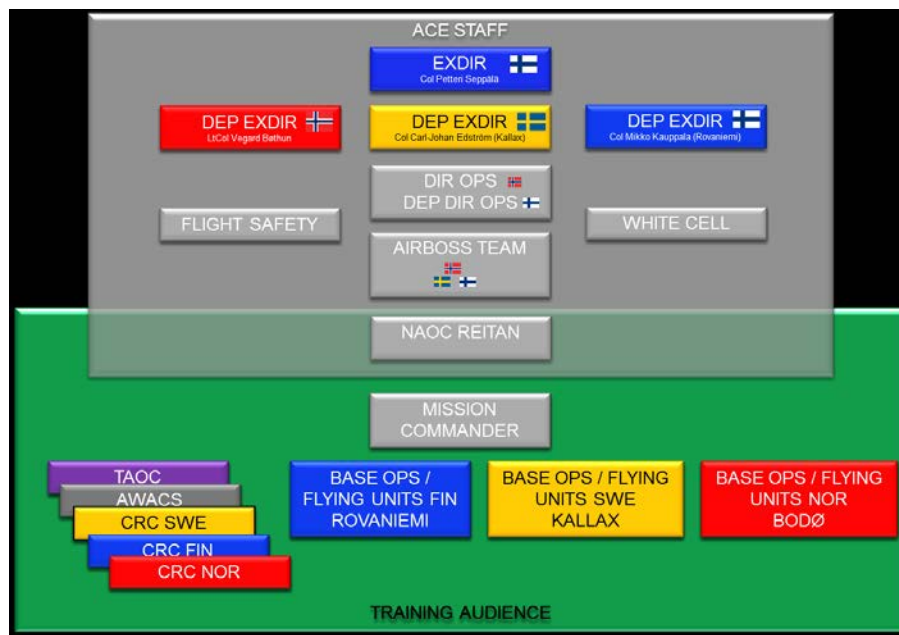 ACE STAFF
EXDIR
Col Petteri Seppälä
DEP EXDIR
LtCol Vegard Bøthun
DEP EXDIR
Col Carl-Johan Edström (Kallax)
DEP EXDIR
Col Mikko Kauppala (Rovaniemi)
DIR OPS
DEP DIR OPS
FLIGHT SAFETY
WHITE CELL
AIRBOSS TEAM
NAOC REITAN
MISSION
COMMANDER
TAOC
AWACS
CRC SWE
CRC FIN
CRC NOR
BASE OPS /
FLYING UNITS FIN
ROVANIEMI
BASE OPS / FLYING
UNITS SWE
KALLAX
BASE OPS / FLYING
UNITS NOR
BODØ
TRAINING AUDIENCE